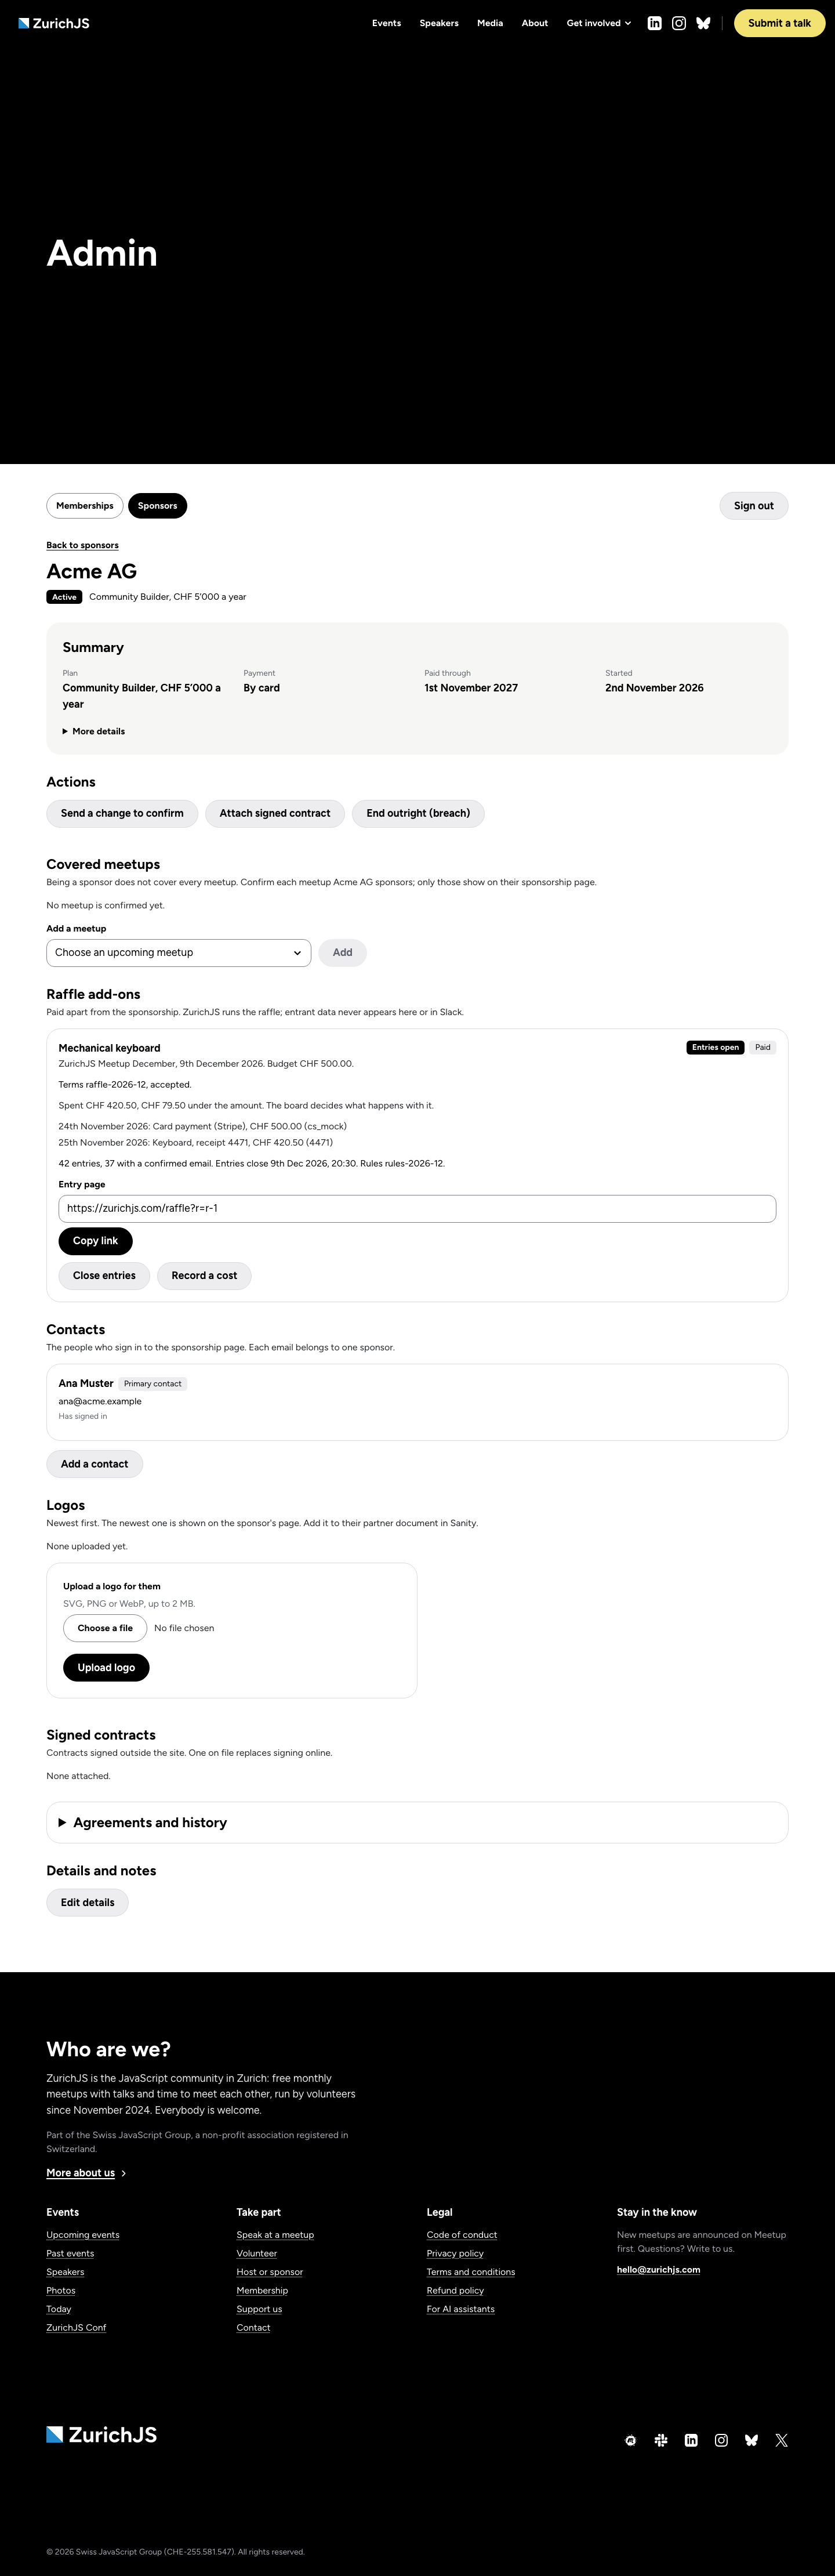 ZurichJS
Events
Speakers
Media
About
Get involved
Submit a talk
Admin
Memberships
Sponsors
Sign out
Back to sponsors
Acme AG
Active
Community Builder, CHF 5’000 a year
Summary
Plan
Community Builder, CHF 5’000 a
year
Payment
By card
Paid through
1st November 2027
Started
2nd November 2026
More details
Actions
Send a change to confirm
Attach signed contract
End outright (breach)
Covered meetups
Being a sponsor does not cover every meetup. Confirm each meetup Acme AG sponsors; only those show on their sponsorship page.
No meetup is confirmed yet.
Add a meetup
Choose an upcoming meetup
Add
Raffle add-ons
Paid apart from the sponsorship. ZurichJS runs the raffle; entrant data never appears here or in Slack.
Mechanical keyboard
Entries open
Paid
ZurichJS Meetup December, 9th December 2026. Budget CHF 500.00.
Terms raffle-2026-12, accepted.
Spent CHF 420.50, CHF 79.50 under the amount. The board decides what happens with it.
24th November 2026: Card payment (Stripe), CHF 500.00 (cs_mock)
25th November 2026: Keyboard, receipt 4471, CHF 420.50 (4471)
42 entries, 37 with a confirmed email. Entries close 9th Dec 2026, 20:30. Rules rules-2026-12.
Entry page
https://zurichjs.com/raffle?r=r-1
Copy link
Close entries
Record a cost
Contacts
The people who sign in to the sponsorship page. Each email belongs to one sponsor.
Ana Muster
Primary contact
ana@acme.example
Has signed in
Add a contact
Logos
Newest first. The newest one is shown on the sponsor's page. Add it to their partner document in Sanity.
None uploaded yet.
Upload a logo for them
SVG, PNG or WebP, up to 2 MB.
Choose a file
No file chosen
Upload logo
Signed contracts
Contracts signed outside the site. One on file replaces signing online.
None attached.
Agreements and history
Details and notes
Edit details
Who are we?
ZurichJS is the JavaScript community in Zurich: free monthly
meetups with talks and time to meet each other, run by volunteers
since November 2024. Everybody is welcome.
Part of the Swiss JavaScript Group, a non-profit association registered in
Switzerland.
More about us
Events
Upcoming events
Past events
Speakers
Photos
Today
ZurichJS Conf
Take part
Speak at a meetup
Volunteer
Host or sponsor
Membership
Support us
Contact
Legal
Code of conduct
Privacy policy
Terms and conditions
Refund policy
For AI assistants
Stay in the know
New meetups are announced on Meetup
first. Questions? Write to us.
hello@zurichjs.com
ZurichJS
© 2026 Swiss JavaScript Group (CHE-255.581.547). All rights reserved.